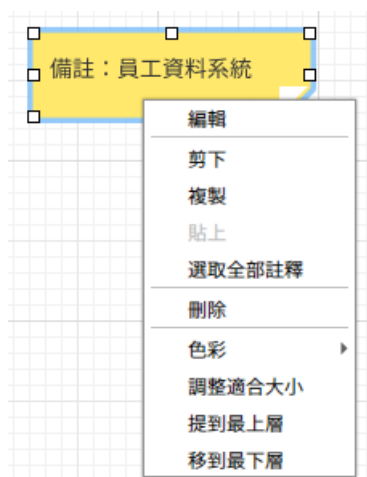 備註：員工資料系統
編輯
剪下
複製
貼上
選取全部註釋
刪除
色彩
調整適合大小
提到最上層
移到最下層